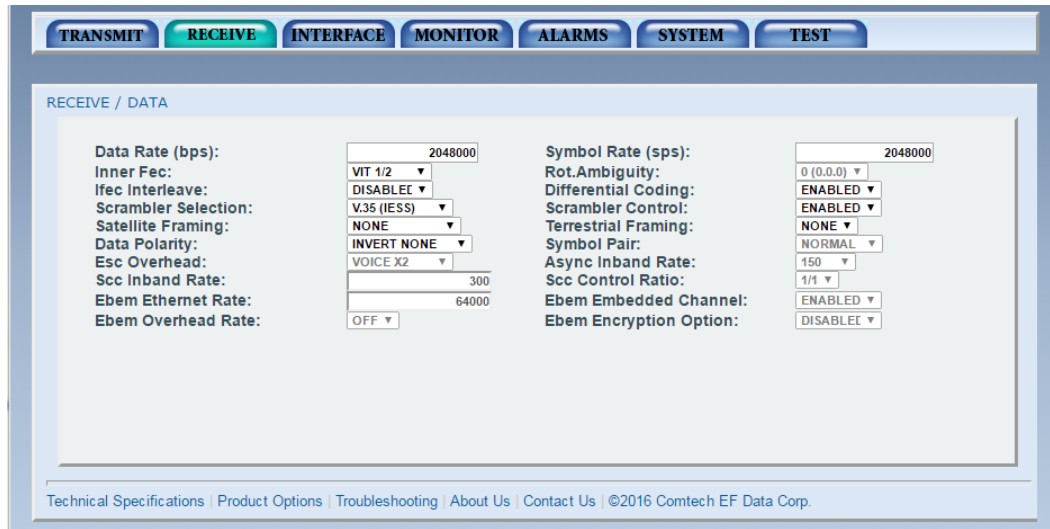 TRANSMIT RECEIVE INTERFACE MONITOR ALARMS SYSTEM TEST
RECEIVE / DATA
Data Rate (bps): 2048000 Symbol Rate (sps): 2048000
Inner Fec: VIT 1/2 Rot.Ambiguity: 0 (0.0.0)
Ifec Interleave: DISABLED Differential Coding: ENABLED
Scrambler Selection: V.35 (IESS) Scrambler Control: ENABLED
Satellite Framing: NONE Terrestrial Framing: NONE
Data Polarity: INVERT NONE Symbol Pair: NORMAL
Esc Overhead: VOICE X2 Async Inband Rate: 150
Scc Inband Rate: 300 Scc Control Ratio: 1/1
Ebem Ethernet Rate: 64000 Ebem Embedded Channel: ENABLED
Ebem Overhead Rate: OFF Ebem Encryption Option: DISABLED
Technical Specifications | Product Options | Troubleshooting | About Us | Contact Us | ©2016 Comtech EF Data Corp.